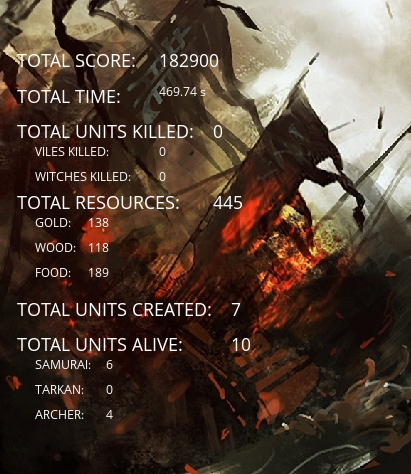 TOTAL SCORE: 182900
TOTAL TIME: 469.74 s
TOTAL UNITS KILLED: 0
VILES KILLED: 0
WITCHES KILLED: 0
TOTAL RESOURCES: 445
GOLD: 138
WOOD: 118
FOOD: 189
TOTAL UNITS CREATED: 7
TOTAL UNITS ALIVE: 10
SAMURAI: 6
TARKAN: 0
ARCHER: 4